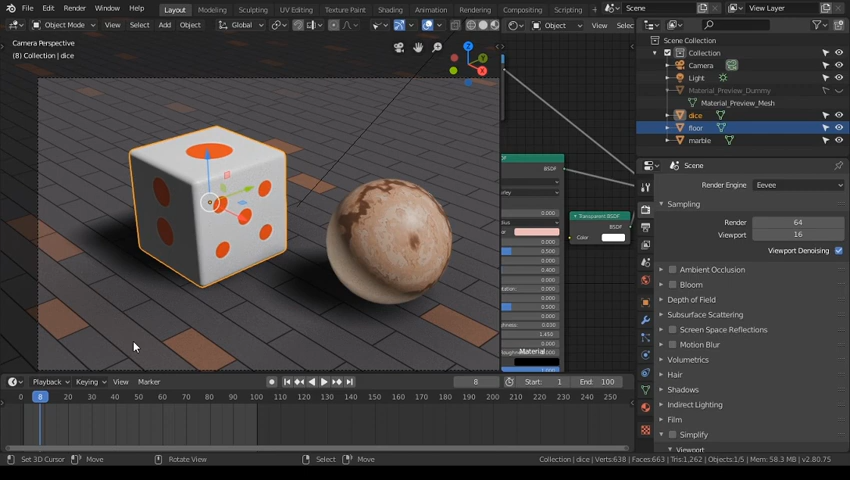 File Edit Render Window Help Layout Modeling Sculpting UV Editing Texture Paint Shading Animation Scene View Layer
Object Mode View Select Add Object Global Object View Select
Camera Perspective
(8) Collection | dice
BSDF
0.000
0.000
0.500
0.000
0.400
0.000
0.000
0.500
0.000
0.030
1.450
0.000
0.000
Material
Transparent BSDF
BSDF
Color
Scene Collection
Collection
Camera
Light
Material_Preview_Dummy
Material_Preview_Mesh
dice
floor
marble
Scene
Render Engine Eevee
Sampling
Render 64
Viewport 16
Viewport Denoising
Ambient Occlusion
Bloom
Depth of Field
Subsurface Scattering
Screen Space Reflections
Motion Blur
Volumetrics
Hair
Shadows
Indirect Lighting
Film
Simplify
Viewport
Playback Keying View Marker 8 Start: 1 End: 100
0 8 20 30 40 50 60 70 80 90 100 110 120 130 140 150 160 170 180 190 200 210 220 230 240 250
Set 3D Cursor Move Rotate View Select Move Collection | dice | Verts:638 | Faces:663 | Tris:1,262 | Objects:1/5 | Mem: 58.3 MB | v2.80.75